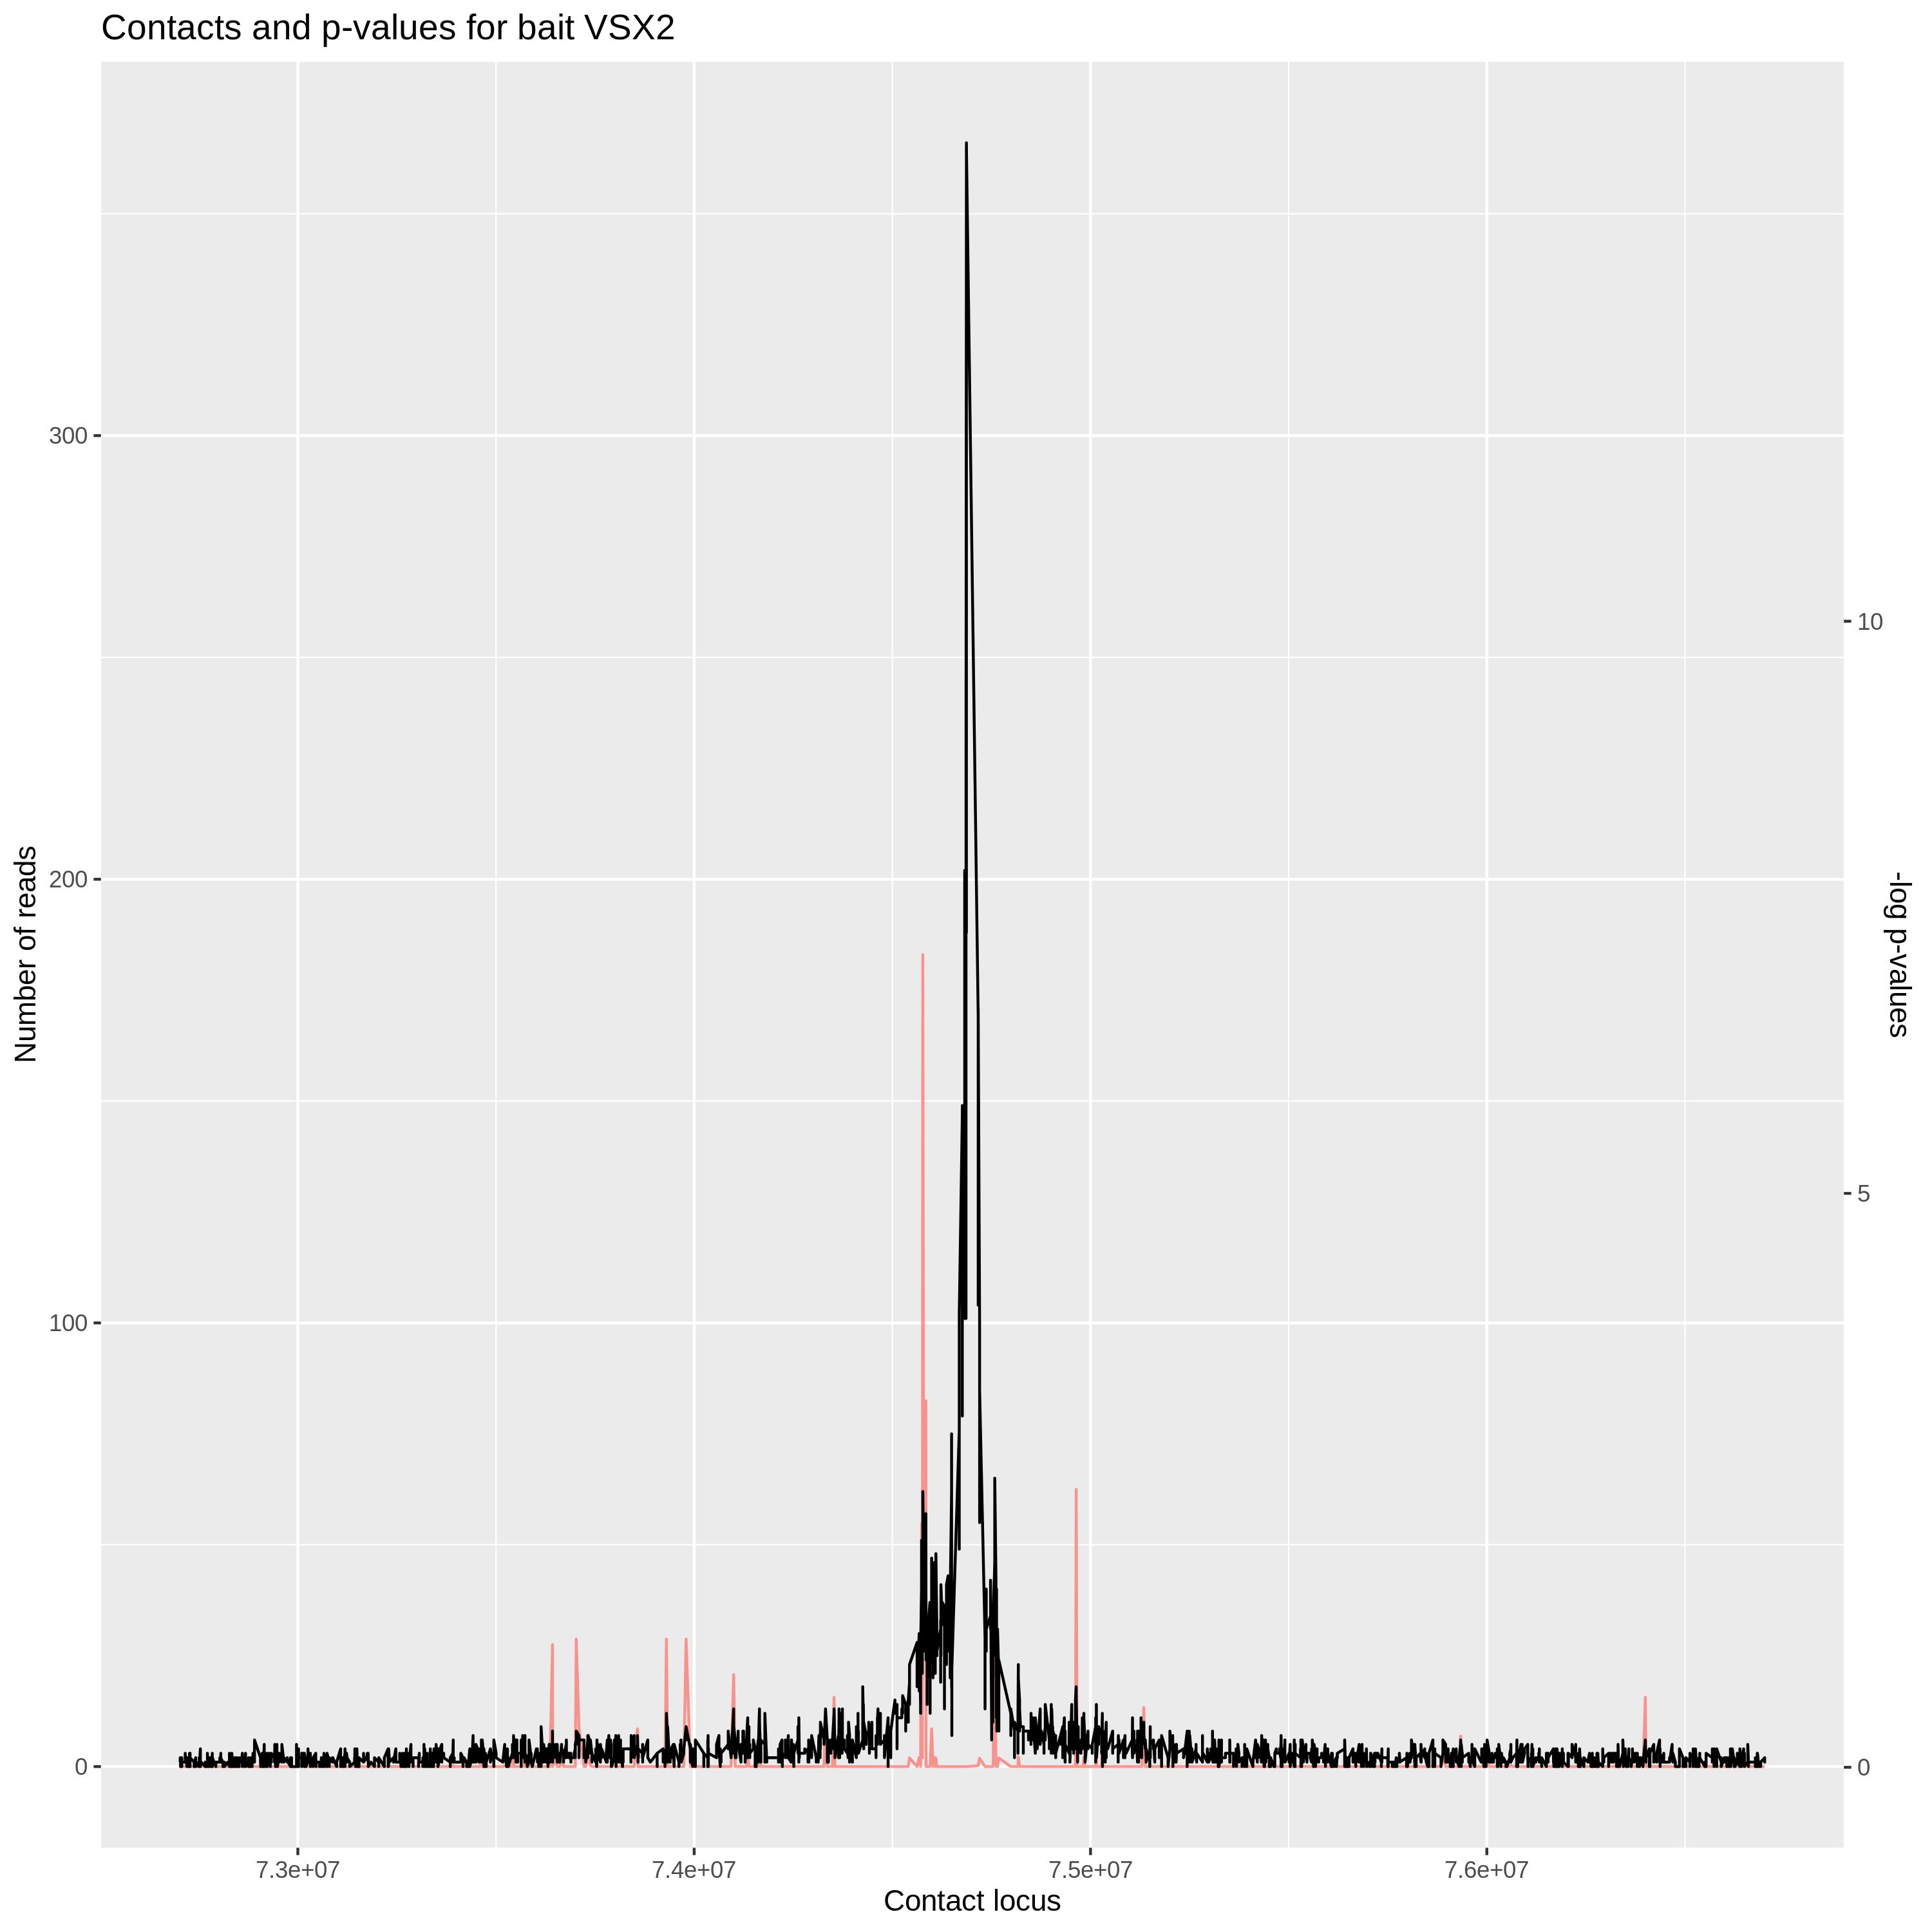 Contacts and p-values for bait VSX2
300
200
100
0
Number of reads
10
5
0
-log p-values
7.3e+07
7.4e+07
7.5e+07
7.6e+07
Contact locus